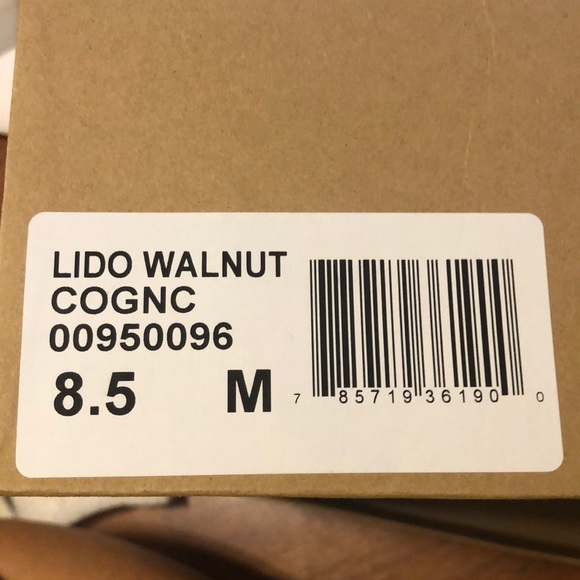 LIDO WALNUT
COGNC
00950096
8.5 M
7 85719 36190 0